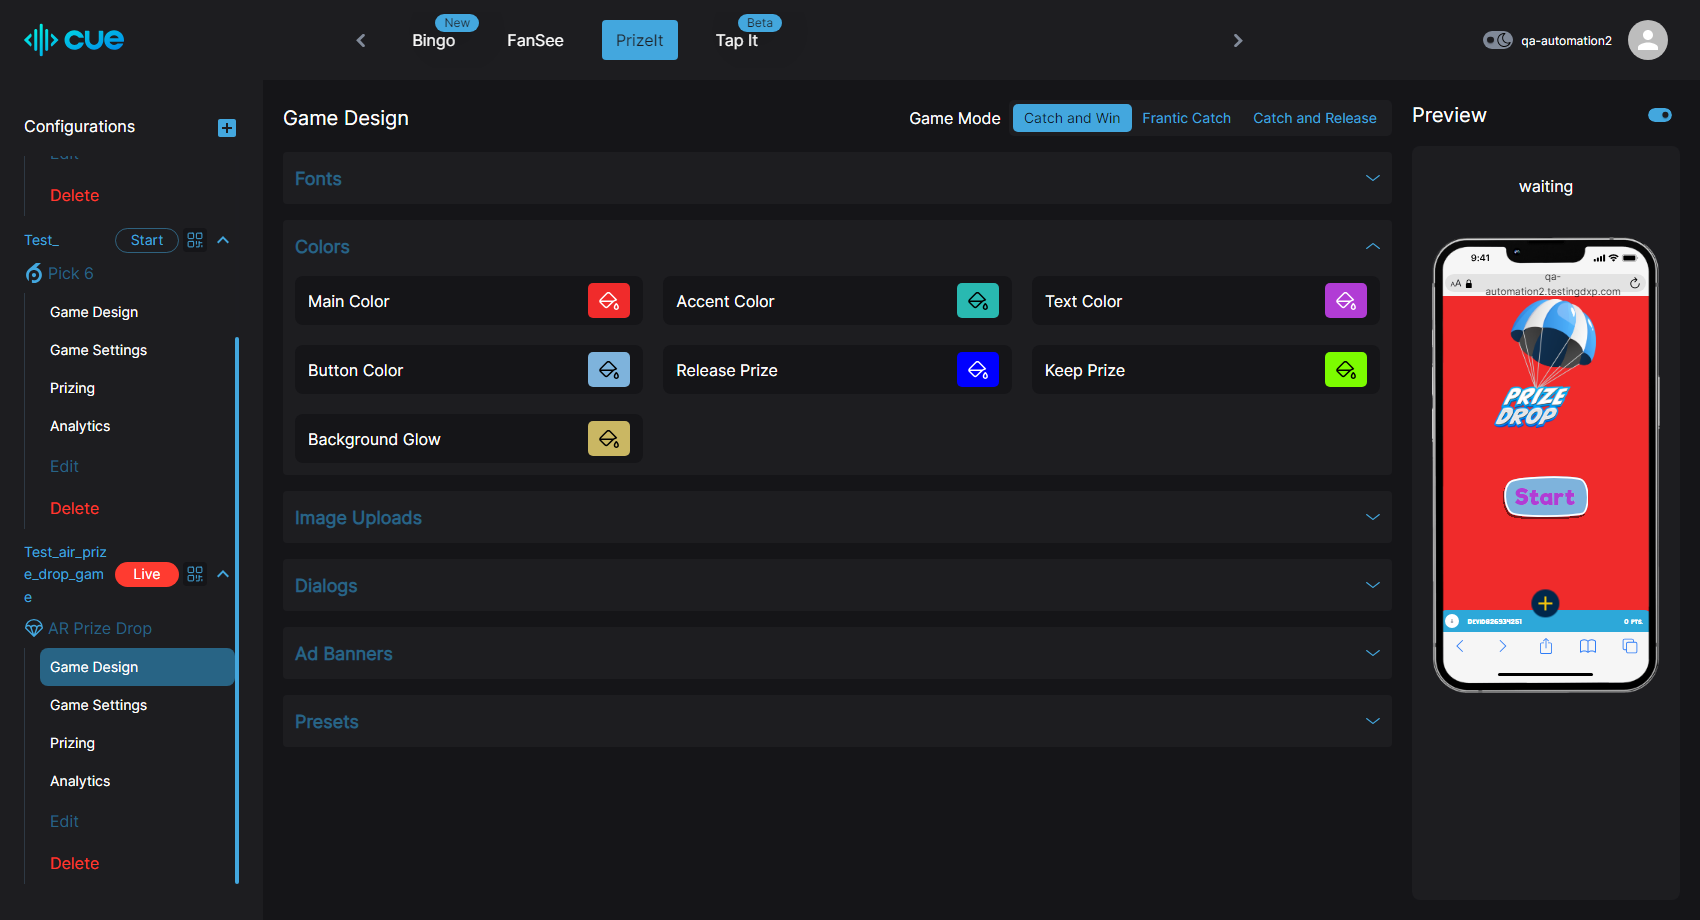 cue
New
Bingo
FanSee
PrizeIt
Beta
Tap It
qa-automation2
Configurations
Edit
Delete
Test_
Start
Pick 6
Game Design
Game Settings
Prizing
Analytics
Edit
Delete
Test_air_priz
e_drop_gam
e
Live
AR Prize Drop
Game Design
Game Settings
Prizing
Analytics
Edit
Delete
Game Design
Game Mode
Catch and Win
Frantic Catch
Catch and Release
Fonts
Colors
Main Color
Accent Color
Text Color
Button Color
Release Prize
Keep Prize
Background Glow
Image Uploads
Dialogs
Ad Banners
Presets
Preview
waiting
9:41
AA
qa-
automation2.testingdxp.com
PRIZE
DROP
Start
0 PTS.